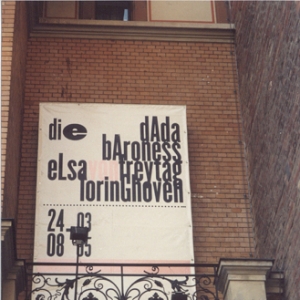 die dAda
bAroness
eLsa von freytag
lorinGhoven
24 03
08 05